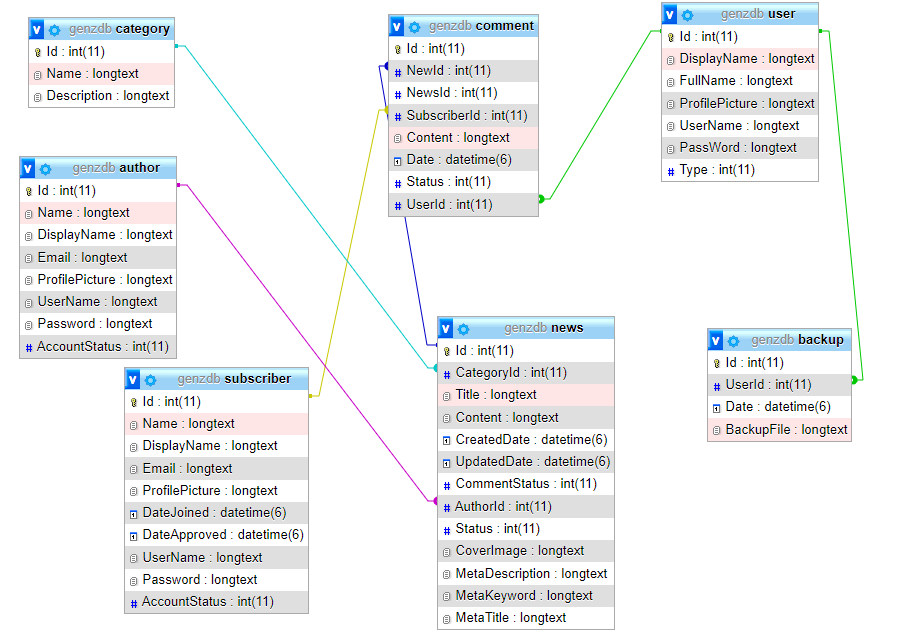 genzdb category
Id : int(11)
Name : longtext
Description : longtext
genzdb comment
Id : int(11)
NewId : int(11)
NewsId : int(11)
SubscriberId : int(11)
Content : longtext
Date : datetime(6)
Status : int(11)
UserId : int(11)
genzdb user
Id : int(11)
DisplayName : longtext
FullName : longtext
ProfilePicture : longtext
UserName : longtext
PassWord : longtext
Type : int(11)
genzdb author
Id : int(11)
Name : longtext
DisplayName : longtext
Email : longtext
ProfilePicture : longtext
UserName : longtext
Password : longtext
AccountStatus : int(11)
genzdb subscriber
Id : int(11)
Name : longtext
DisplayName : longtext
Email : longtext
ProfilePicture : longtext
DateJoined : datetime(6)
DateApproved : datetime(6)
UserName : longtext
Password : longtext
AccountStatus : int(11)
genzdb news
Id : int(11)
CategoryId : int(11)
Title : longtext
Content : longtext
CreatedDate : datetime(6)
UpdatedDate : datetime(6)
CommentStatus : int(11)
AuthorId : int(11)
Status : int(11)
CoverImage : longtext
MetaDescription : longtext
MetaKeyword : longtext
MetaTitle : longtext
genzdb backup
Id : int(11)
UserId : int(11)
Date : datetime(6)
BackupFile : longtext